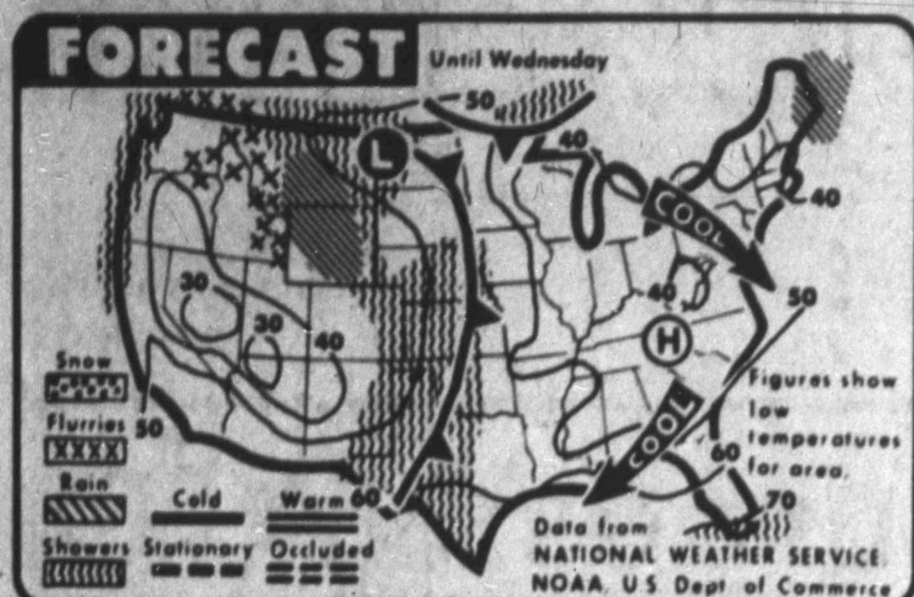 FORECAST
Until Wednesday
50
L
40
COOL
40
30
30
40
40
50
H
50
COOL
Figures show
low
temperatures
for area.
60
60
70
Snow
Flurries
XXXX
Rain
Showers
Cold
Warm
Stationary
Occluded
Data from
NATIONAL WEATHER SERVICE,
NOAA, U.S. Dept. of Commerce